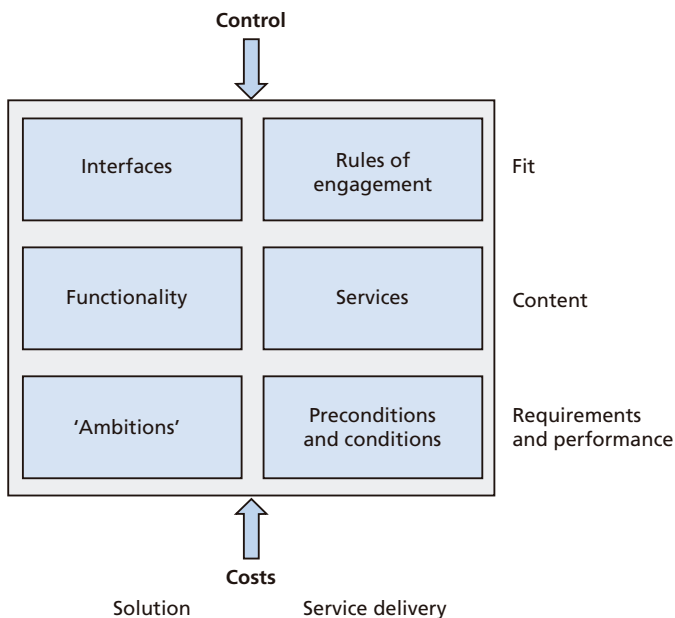 Control
Interfaces
Rules of
engagement
Fit
Functionality
Services
Content
'Ambitions'
Preconditions
and conditions
Requirements
and performance
Costs
Solution
Service delivery